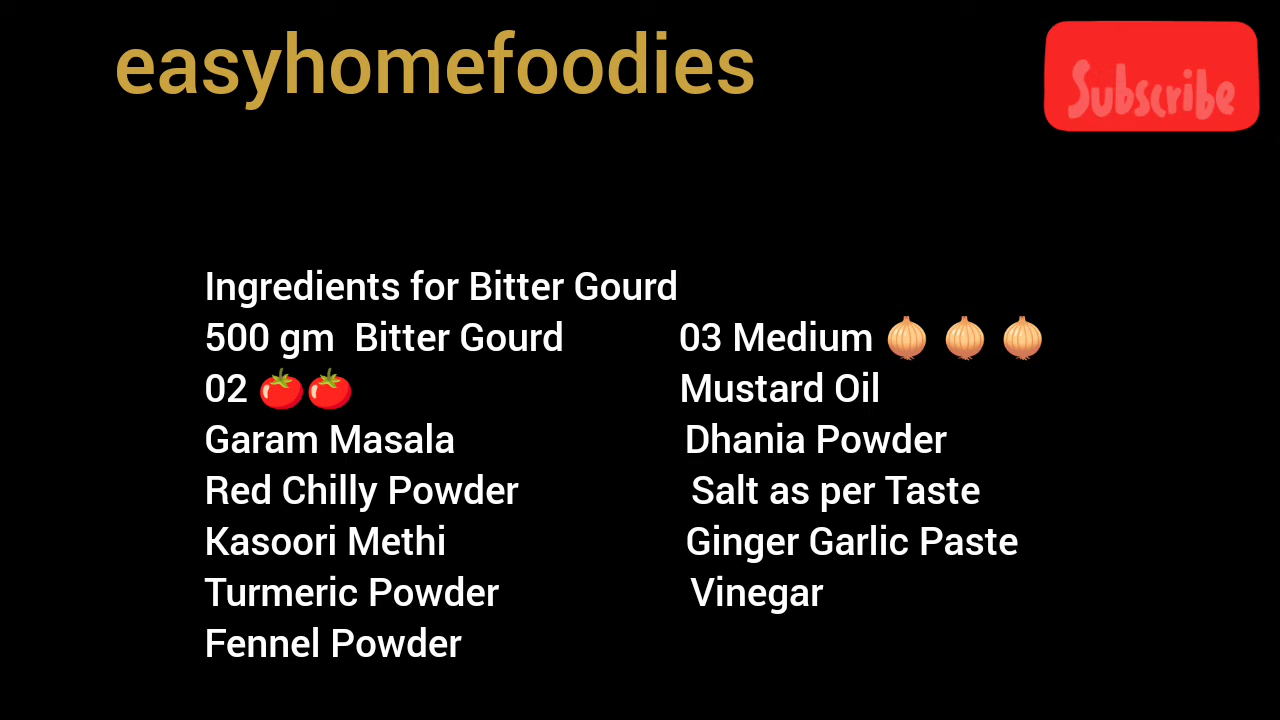 easyhomefoodies
Subscribe
Ingredients for Bitter Gourd
500 gm Bitter Gourd 03 Medium 🧅 🧅 🧅
02 🍅🍅 Mustard Oil
Garam Masala Dhania Powder
Red Chilly Powder Salt as per Taste
Kasoori Methi Ginger Garlic Paste
Turmeric Powder Vinegar
Fennel Powder